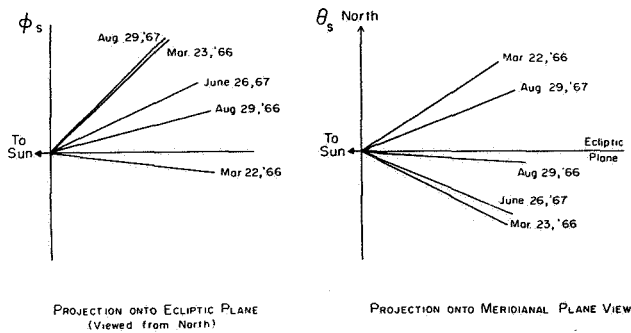 ϕs
Aug 29,'67
Mar. 23,'66
June 26,67
Aug 29,'66
To
Sun
Mar 22,'66
PROJECTION ONTO ECLIPTIC PLANE
(Viewed from North)
θs North
Mar 22,'66
Aug 29,'67
To
Sun
Ecliptic
Plane
Aug 29,'66
June 26,'67
Mar. 23,'66
PROJECTION ONTO MERIDIANAL PLANE VIEW